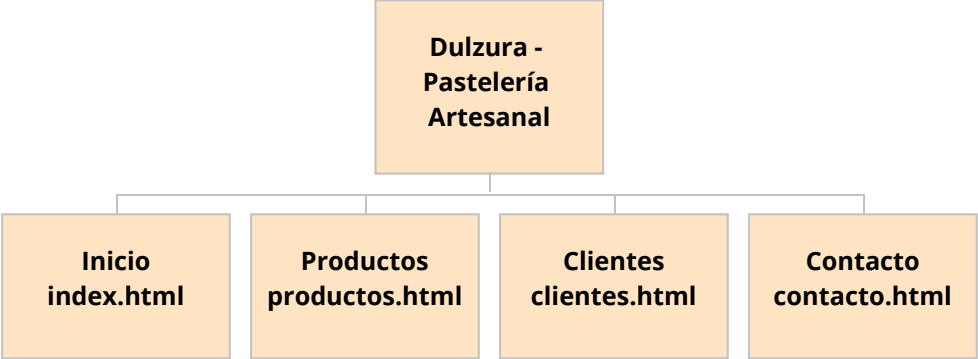 Dulzura -
Pastelería
Artesanal
Inicio
index.html
Productos
productos.html
Clientes
clientes.html
Contacto
contacto.html